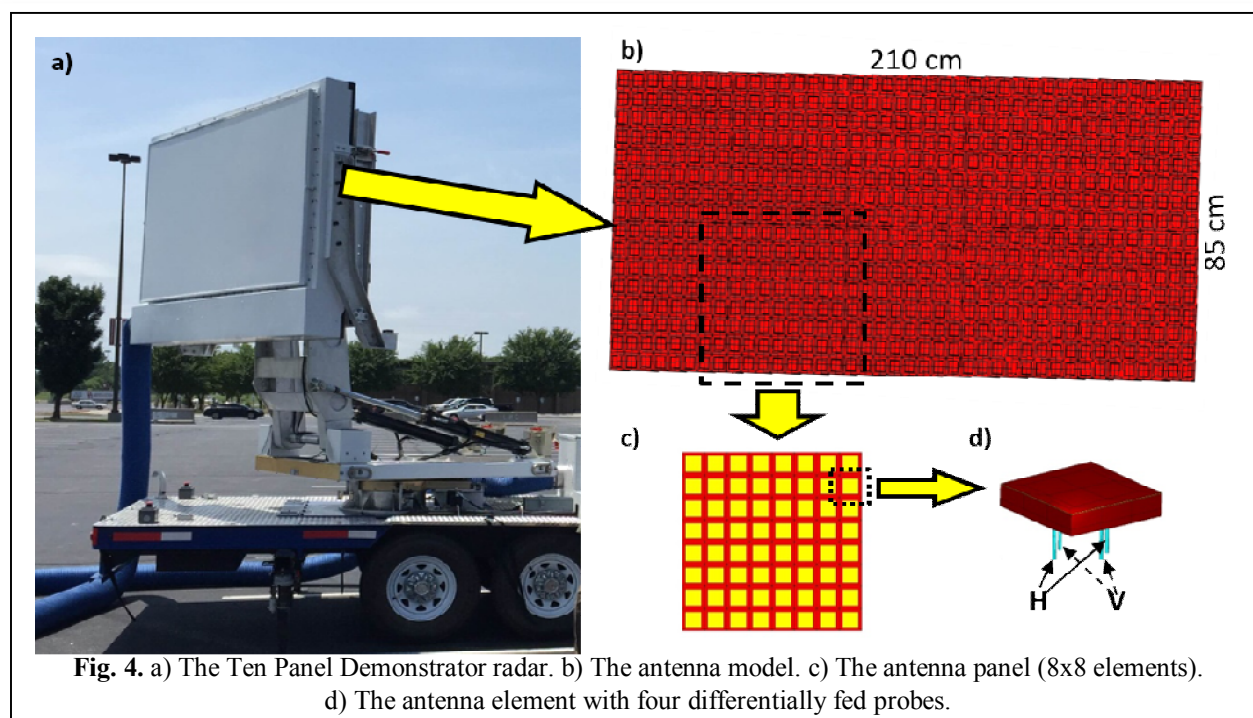 a)
b)
210 cm
85 cm
c)
d)
H
V
Fig. 4. a) The Ten Panel Demonstrator radar. b) The antenna model. c) The antenna panel (8x8 elements).
d) The antenna element with four differentially fed probes.